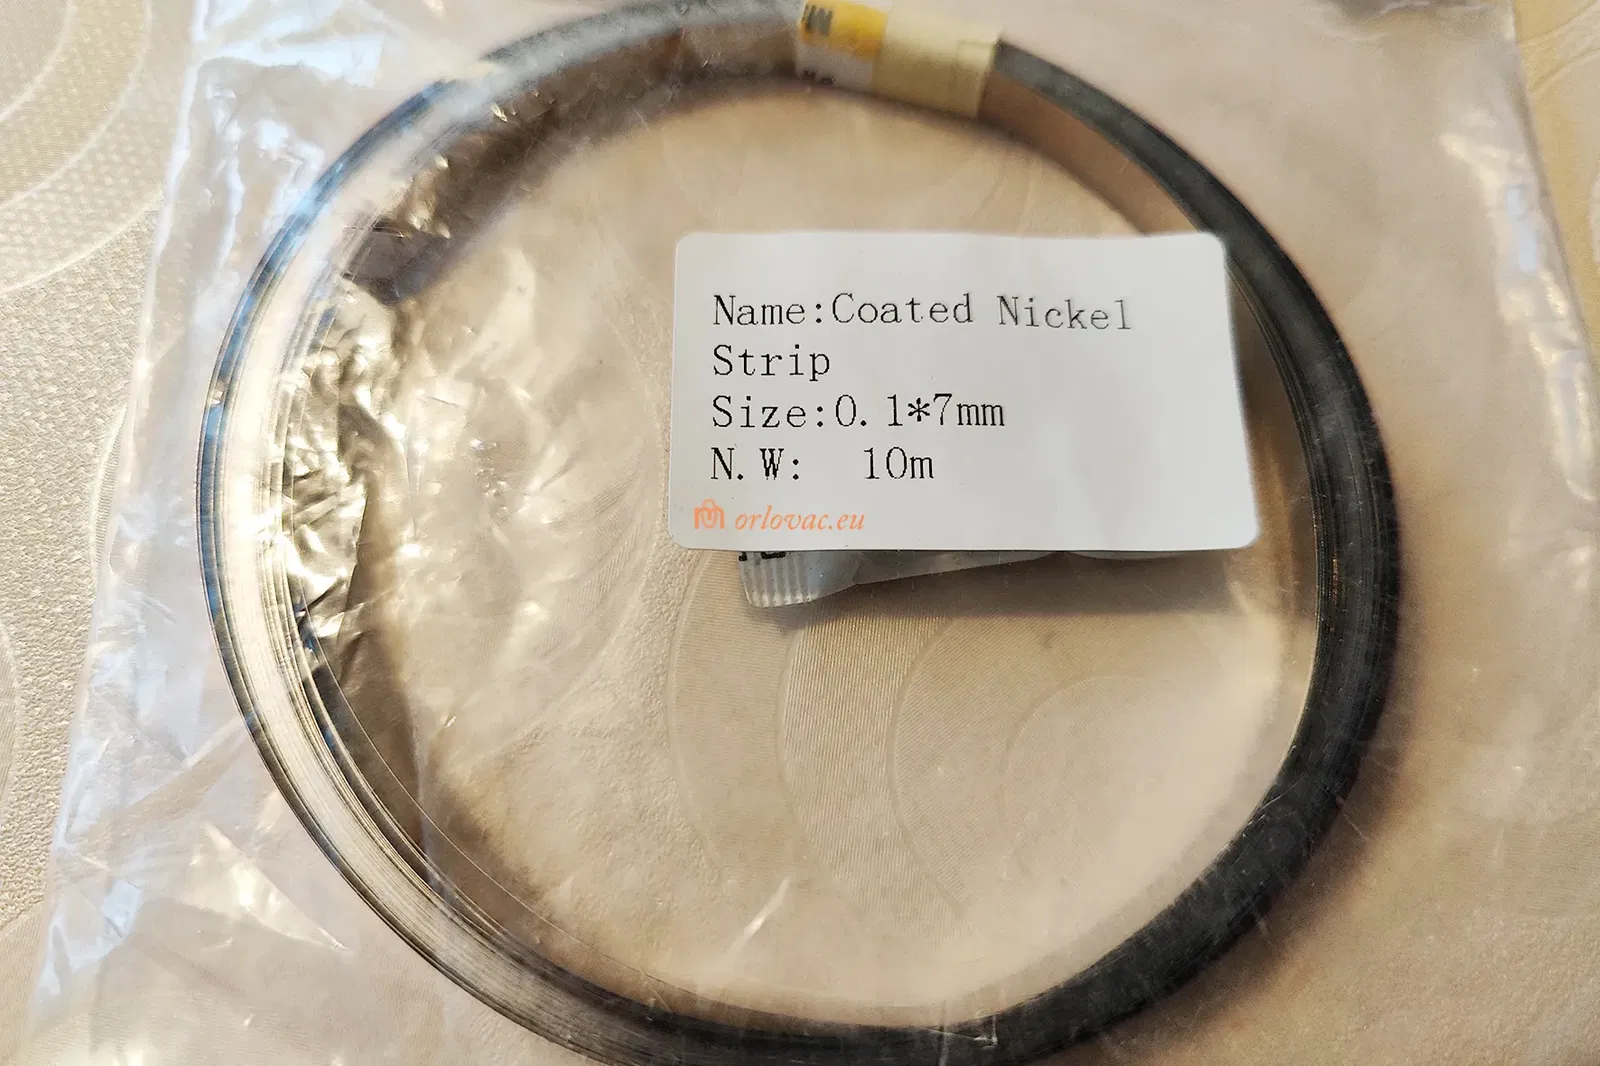 Name:Coated Nickel
Strip
Size:0.1*7mm
N.W: 10m
orlovac.eu